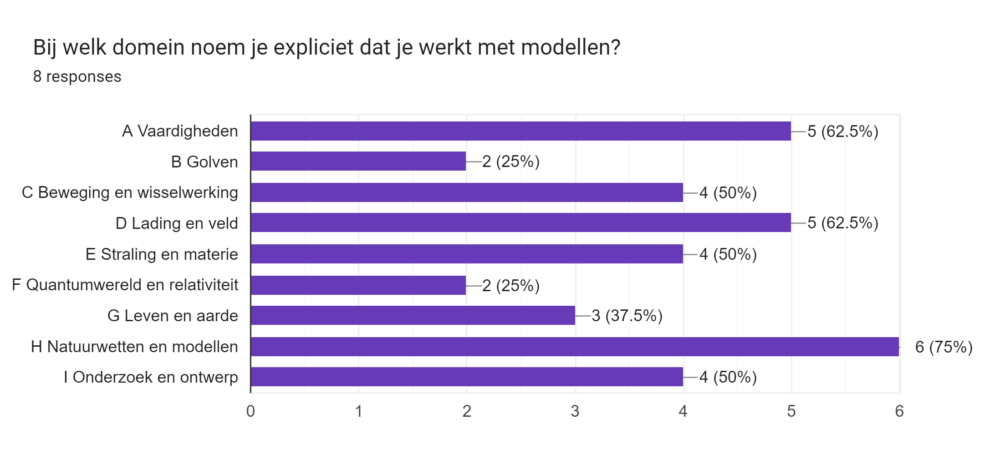 Bij welk domein noem je expliciet dat je werkt met modellen?
8 responses
A Vaardigheden 5 (62.5%)
B Golven 2 (25%)
C Beweging en wisselwerking 4 (50%)
D Lading en veld 5 (62.5%)
E Straling en materie 4 (50%)
F Quantumwereld en relativiteit 2 (25%)
G Leven en aarde 3 (37.5%)
H Natuurwetten en modellen 6 (75%)
I Onderzoek en ontwerp 4 (50%)
0 1 2 3 4 5 6